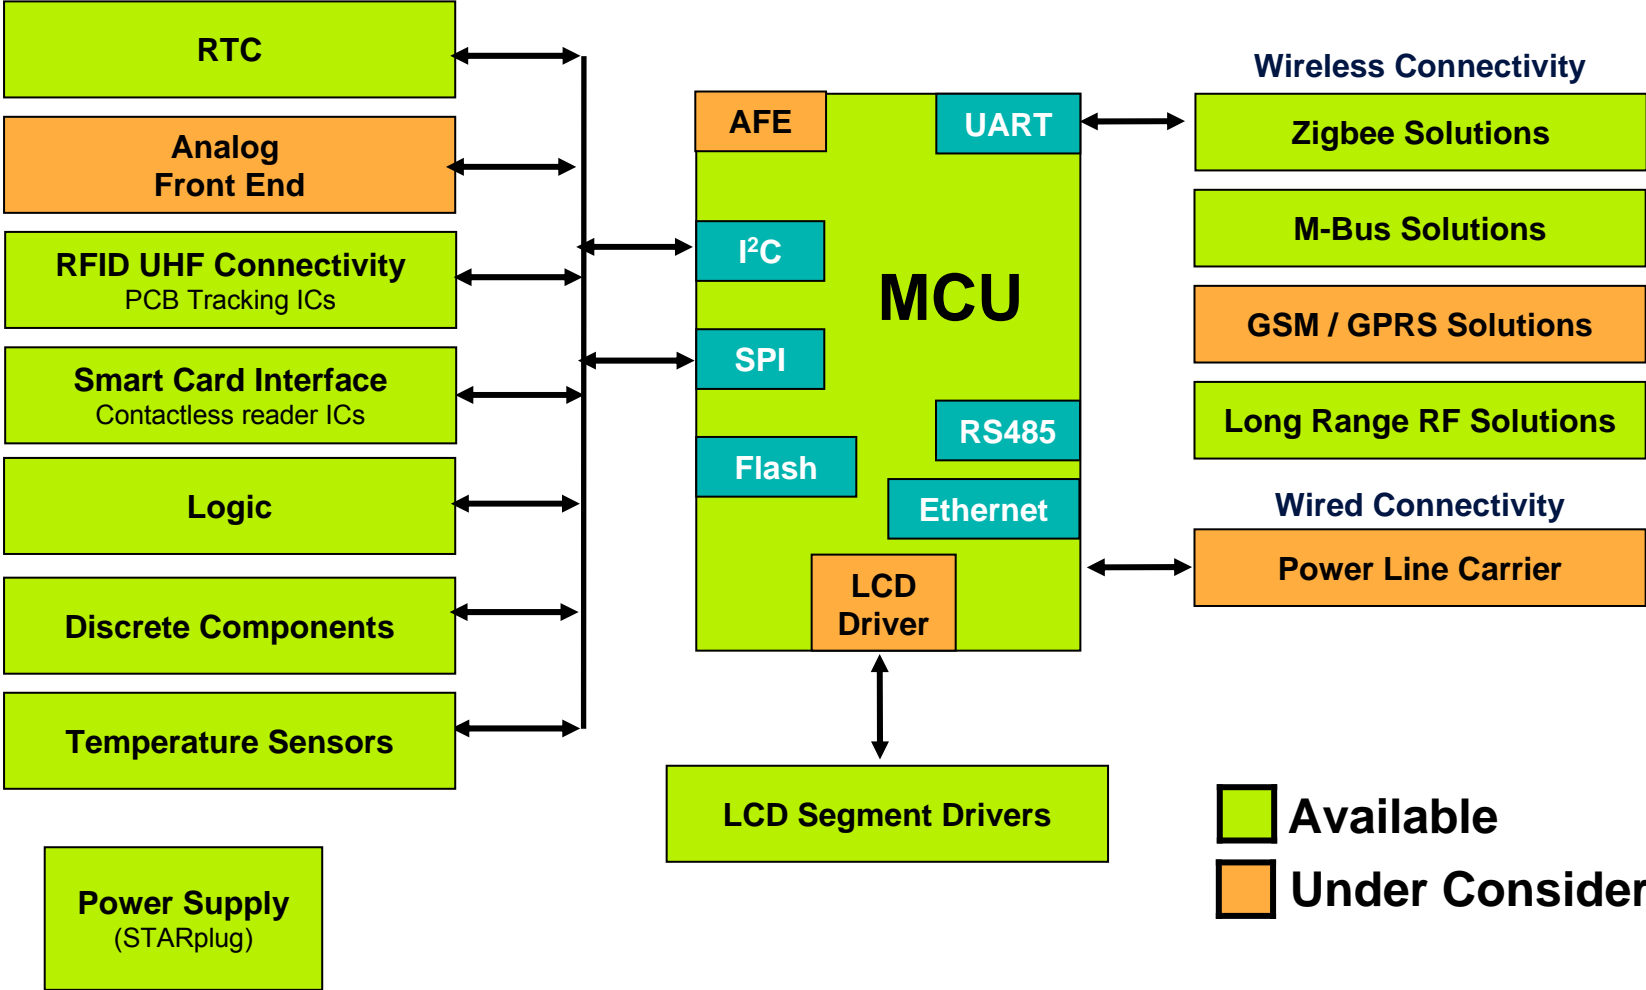 RTC
Analog
Front End
RFID UHF Connectivity
PCB Tracking ICs
Smart Card Interface
Contactless reader ICs
Logic
Discrete Components
Temperature Sensors
Power Supply
(STARplug)
AFE
UART
I²C
MCU
SPI
RS485
Flash
Ethernet
LCD
Driver
LCD Segment Drivers
Wireless Connectivity
Zigbee Solutions
M-Bus Solutions
GSM / GPRS Solutions
Long Range RF Solutions
Wired Connectivity
Power Line Carrier
Available
Under Consider